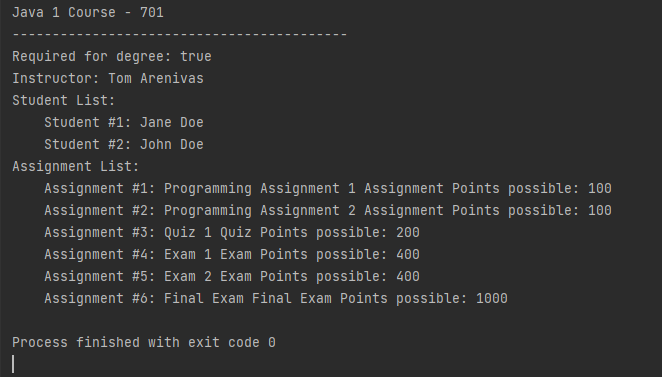 Java 1 Course - 701
------------------------------------------
Required for degree: true
Instructor: Tom Arenivas
Student List:
    Student #1: Jane Doe
    Student #2: John Doe
Assignment List:
    Assignment #1: Programming Assignment 1 Assignment Points possible: 100
    Assignment #2: Programming Assignment 2 Assignment Points possible: 100
    Assignment #3: Quiz 1 Quiz Points possible: 200
    Assignment #4: Exam 1 Exam Points possible: 400
    Assignment #5: Exam 2 Exam Points possible: 400
    Assignment #6: Final Exam Final Exam Points possible: 1000

Process finished with exit code 0